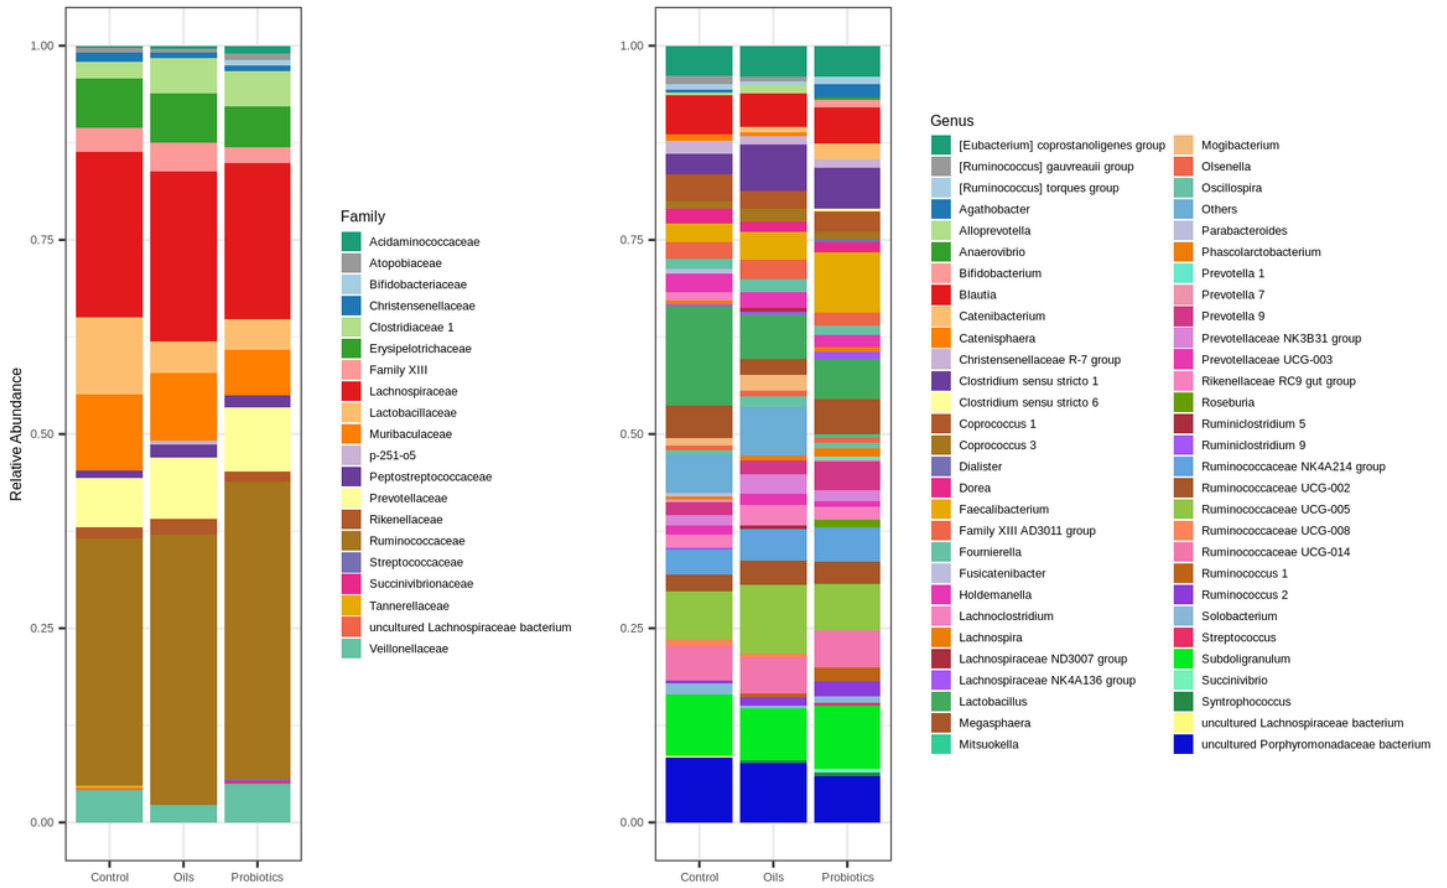 Relative Abundance
1.00
0.75
0.50
0.25
0.00
Control
Oils
Probiotics
Family
Acidaminococcaceae
Atopobiaceae
Bifidobacteriaceae
Christensenellaceae
Clostridiaceae 1
Erysipelotrichaceae
Family XIII
Lachnospiraceae
Lactobacillaceae
Muribaculaceae
p-251-o5
Peptostreptococcaceae
Prevotellaceae
Rikenellaceae
Ruminococcaceae
Streptococcaceae
Succinivibrionaceae
Tannerellaceae
uncultured Lachnospiraceae bacterium
Veillonellaceae
1.00
0.75
0.50
0.25
0.00
Control
Oils
Probiotics
Genus
[Eubacterium] coprostanoligenes group
[Ruminococcus] gauvreauii group
[Ruminococcus] torques group
Agathobacter
Alloprevotella
Anaerovibrio
Bifidobacterium
Blautia
Catenibacterium
Catenisphaera
Christensenellaceae R-7 group
Clostridium sensu stricto 1
Clostridium sensu stricto 6
Coprococcus 1
Coprococcus 3
Dialister
Dorea
Faecalibacterium
Family XIII AD3011 group
Fournierella
Fusicatenibacter
Holdemanella
Lachnoclostridium
Lachnospira
Lachnospiraceae ND3007 group
Lachnospiraceae NK4A136 group
Lactobacillus
Megasphaera
Mitsuokella
Mogibacterium
Olsenella
Oscillospira
Others
Parabacteroides
Phascolarctobacterium
Prevotella 1
Prevotella 7
Prevotella 9
Prevotellaceae NK3B31 group
Prevotellaceae UCG-003
Rikenellaceae RC9 gut group
Roseburia
Ruminiclostridium 5
Ruminiclostridium 9
Ruminococcaceae NK4A214 group
Ruminococcaceae UCG-002
Ruminococcaceae UCG-005
Ruminococcaceae UCG-008
Ruminococcaceae UCG-014
Ruminococcus 1
Ruminococcus 2
Solobacterium
Streptococcus
Subdoligranulum
Succinivibrio
Syntrophococcus
uncultured Lachnospiraceae bacterium
uncultured Porphyromonadaceae bacterium